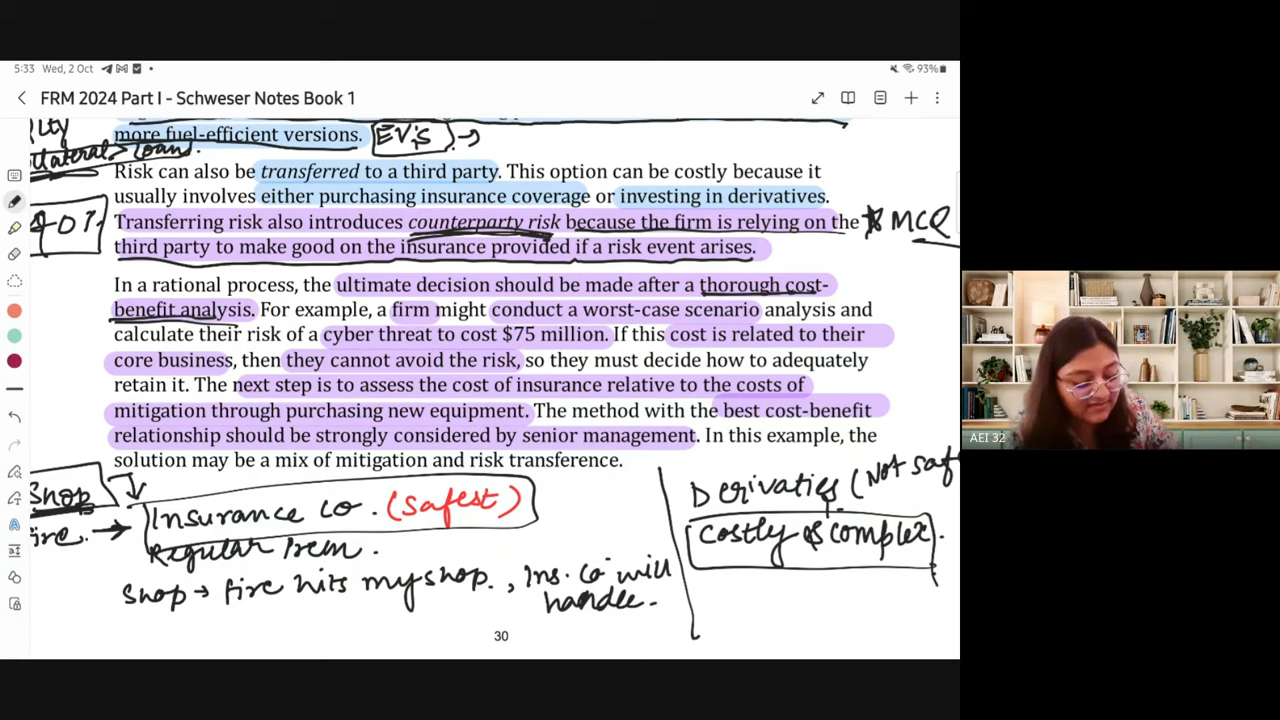 5:33 Wed, 2 Oct
93%
FRM 2024 Part I - Schweser Notes Book 1
more fuel-efficient versions. EV's →
loans.
Risk can also be transferred to a third party. This option can be costly because it
usually involves either purchasing insurance coverage or investing in derivatives.
40%. Transferring risk also introduces counterparty risk because the firm is relying on the MCQ
third party to make good on the insurance provided if a risk event arises.
In a rational process, the ultimate decision should be made after a thorough cost-
benefit analysis. For example, a firm might conduct a worst-case scenario analysis and
calculate their risk of a cyber threat to cost $75 million. If this cost is related to their
core business, then they cannot avoid the risk, so they must decide how to adequately
retain it. The next step is to assess the cost of insurance relative to the costs of
mitigation through purchasing new equipment. The method with the best cost-benefit
relationship should be strongly considered by senior management. In this example, the
solution may be a mix of mitigation and risk transference.
AEI 32
Shop
Insurance Co. (Safest)
Derivaties (Not safe
fire. →
Regular Prem.
Costly & complex.
Shop → fire hits my shop., Ins. Co will
handle.
30